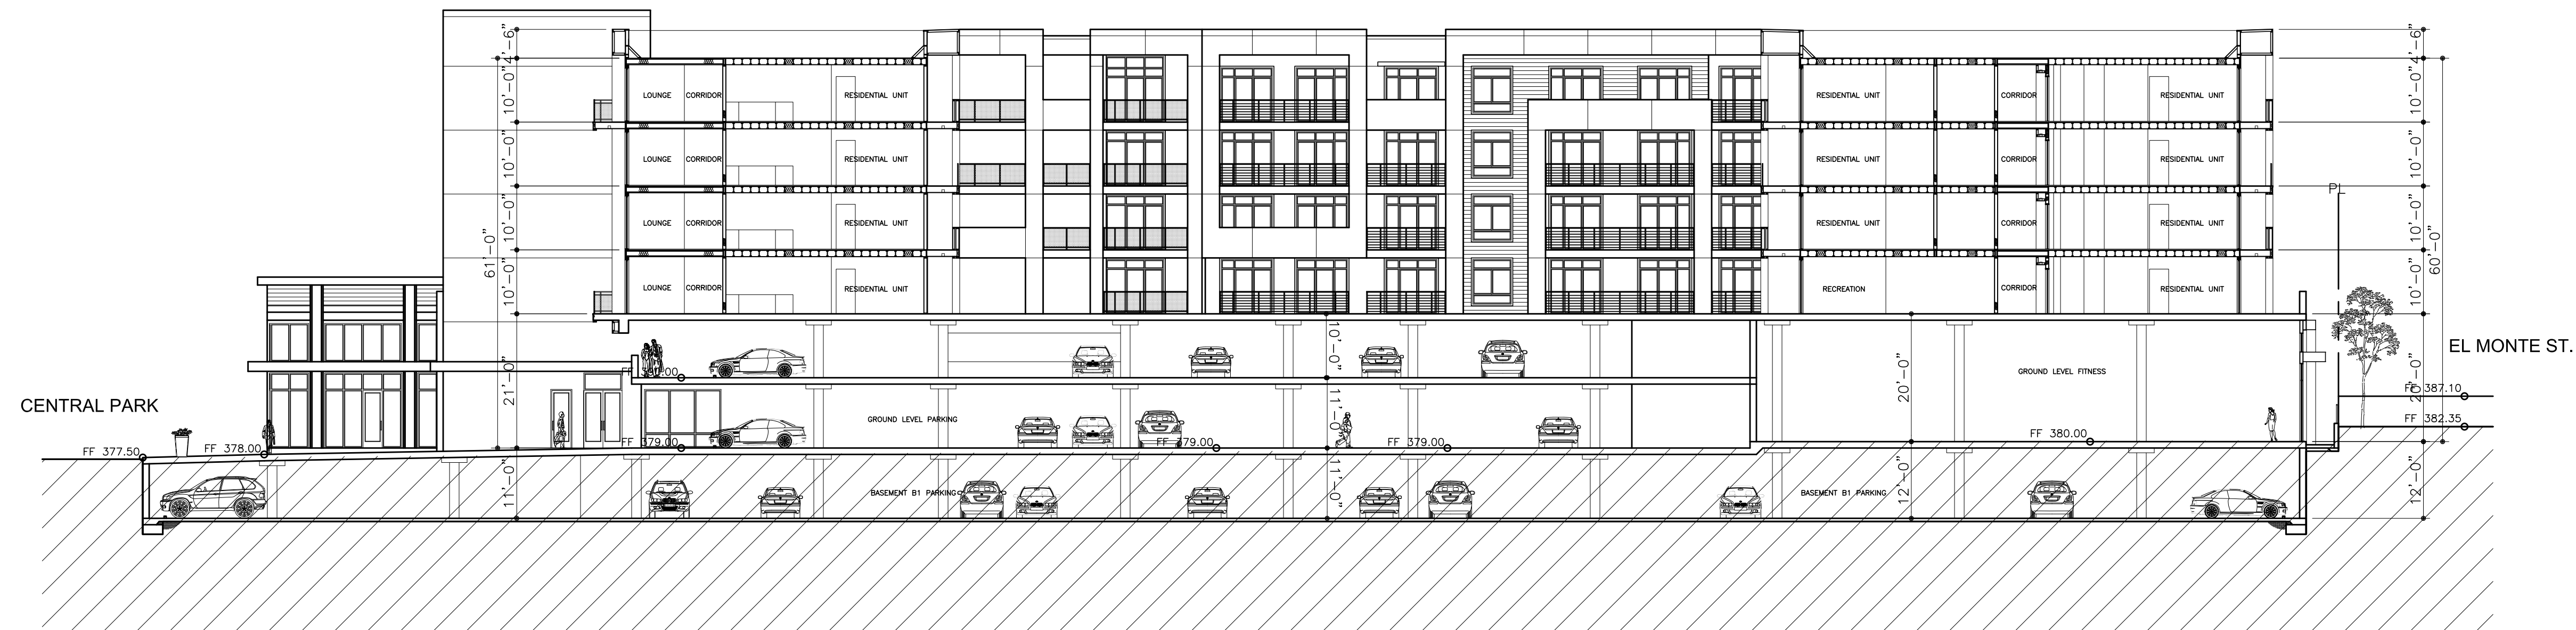 4'-6"
4'-6"
10'-0"
LOUNGE CORRIDOR RESIDENTIAL UNIT
RESIDENTIAL UNIT CORRIDOR RESIDENTIAL UNIT
10'-0"
10'-0"
LOUNGE CORRIDOR RESIDENTIAL UNIT
RESIDENTIAL UNIT CORRIDOR RESIDENTIAL UNIT
10'-0"
PL
10'-0"
LOUNGE CORRIDOR RESIDENTIAL UNIT
RESIDENTIAL UNIT CORRIDOR RESIDENTIAL UNIT
10'-0"
61'-0"
60'-0"
10'-0"
LOUNGE CORRIDOR RESIDENTIAL UNIT
RECREATION CORRIDOR RESIDENTIAL UNIT
10'-0"
10'-0"
EL MONTE ST.
GROUND LEVEL FITNESS
FF
21'-0"
20'-0"
20'-0"
FF 387.10
CENTRAL PARK
GROUND LEVEL PARKING
11'-0"
FF 382.35
FF 380.00
FF 377.50
FF 378.00
FF 379.00
FF 379.00
FF 379.00
11'-0"
BASEMENT B1 PARKING
11'-0"
BASEMENT B1 PARKING
12'-0"
12'-0"